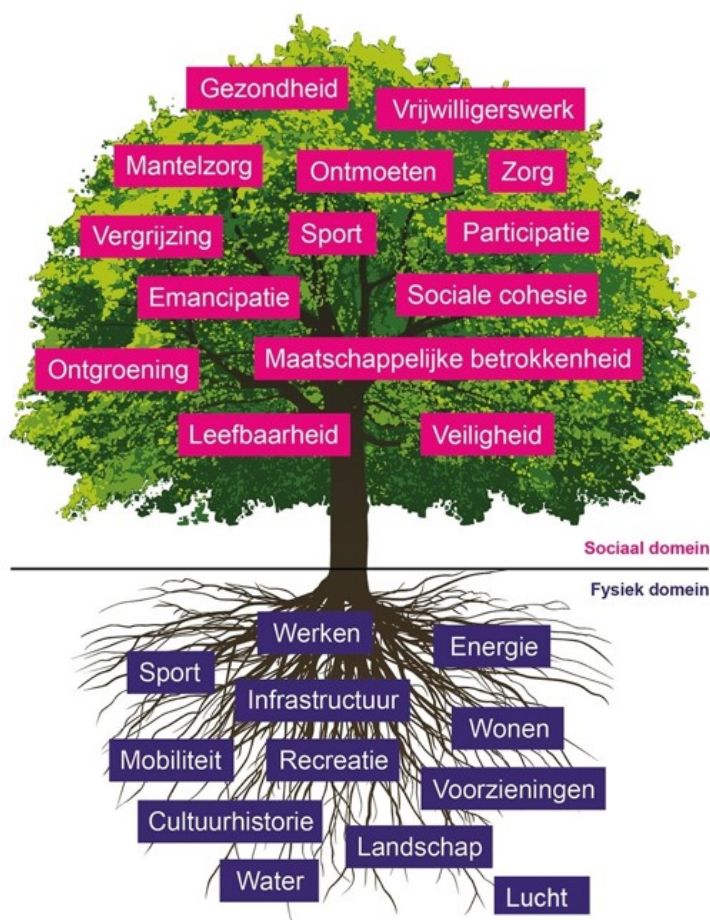 Gezondheid
Vrijwilligerswerk
Mantelzorg
Ontmoeten
Zorg
Vergrijzing
Sport
Participatie
Emancipatie
Sociale cohesie
Ontgroening
Maatschappelijke betrokkenheid
Leefbaarheid
Veiligheid
Sociaal domein
Fysiek domein
Werken
Energie
Sport
Infrastructuur
Wonen
Mobiliteit
Recreatie
Voorzieningen
Cultuurhistorie
Landschap
Water
Lucht